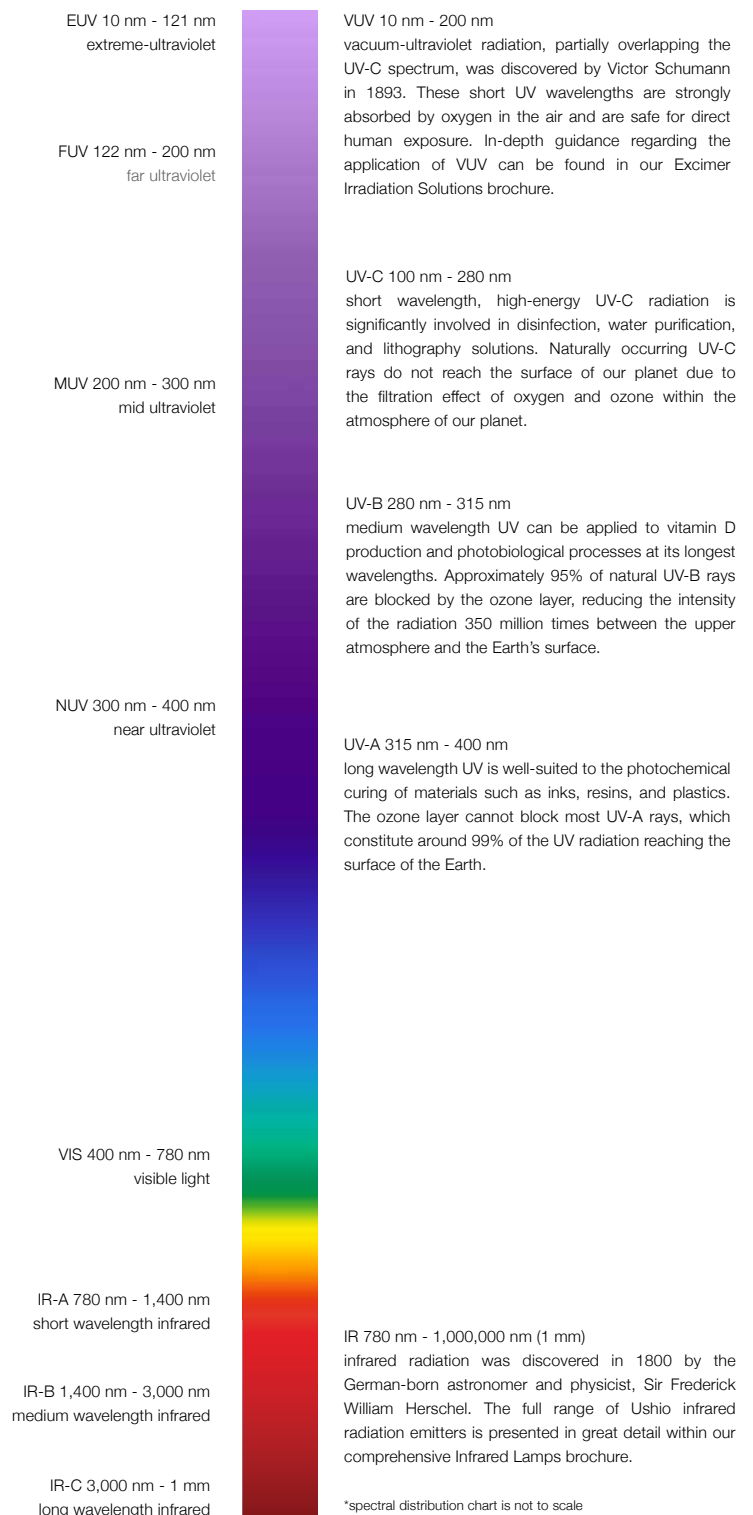 EUV 10 nm - 121 nm
extreme-ultraviolet
FUV 122 nm - 200 nm
far ultraviolet
MUV 200 nm - 300 nm
mid ultraviolet
NUV 300 nm - 400 nm
near ultraviolet
VIS 400 nm - 780 nm
visible light
IR-A 780 nm - 1,400 nm
short wavelength infrared
IR-B 1,400 nm - 3,000 nm
medium wavelength infrared
IR-C 3,000 nm - 1 mm
long wavelength infrared
VUV 10 nm - 200 nm
vacuum-ultraviolet radiation, partially overlapping the
UV-C spectrum, was discovered by Victor Schumann
in 1893. These short UV wavelengths are strongly
absorbed by oxygen in the air and are safe for direct
human exposure. In-depth guidance regarding the
application of VUV can be found in our Excimer
Irradiation Solutions brochure.
UV-C 100 nm - 280 nm
short wavelength, high-energy UV-C radiation is
significantly involved in disinfection, water purification,
and lithography solutions. Naturally occurring UV-C
rays do not reach the surface of our planet due to
the filtration effect of oxygen and ozone within the
atmosphere of our planet.
UV-B 280 nm - 315 nm
medium wavelength UV can be applied to vitamin D
production and photobiological processes at its longest
wavelengths. Approximately 95% of natural UV-B rays
are blocked by the ozone layer, reducing the intensity
of the radiation 350 million times between the upper
atmosphere and the Earth's surface.
UV-A 315 nm - 400 nm
long wavelength UV is well-suited to the photochemical
curing of materials such as inks, resins, and plastics.
The ozone layer cannot block most UV-A rays, which
constitute around 99% of the UV radiation reaching the
surface of the Earth.
IR 780 nm - 1,000,000 nm (1 mm)
infrared radiation was discovered in 1800 by the
German-born astronomer and physicist, Sir Frederick
William Herschel. The full range of Ushio infrared
radiation emitters is presented in great detail within our
comprehensive Infrared Lamps brochure.
*spectral distribution chart is not to scale